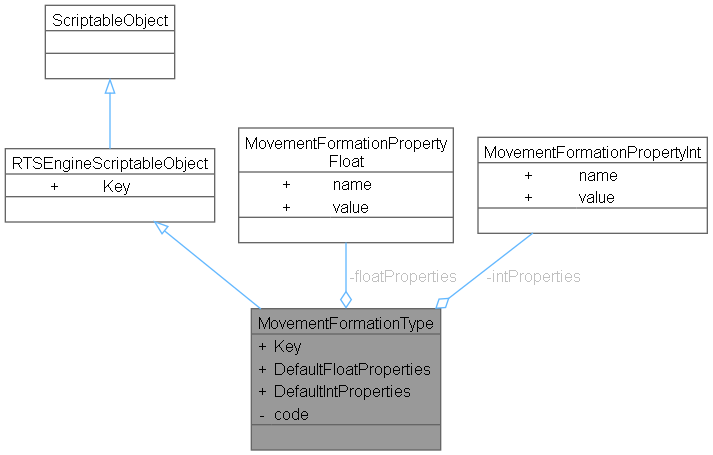 ScriptableObject
RTSEngineScriptableObject
+ Key
MovementFormationProperty
Float
+ name
+ value
MovementFormationPropertyInt
+ name
+ value
-floatProperties
-intProperties
MovementFormationType
+ Key
+ DefaultFloatProperties
+ DefaultIntProperties
- code